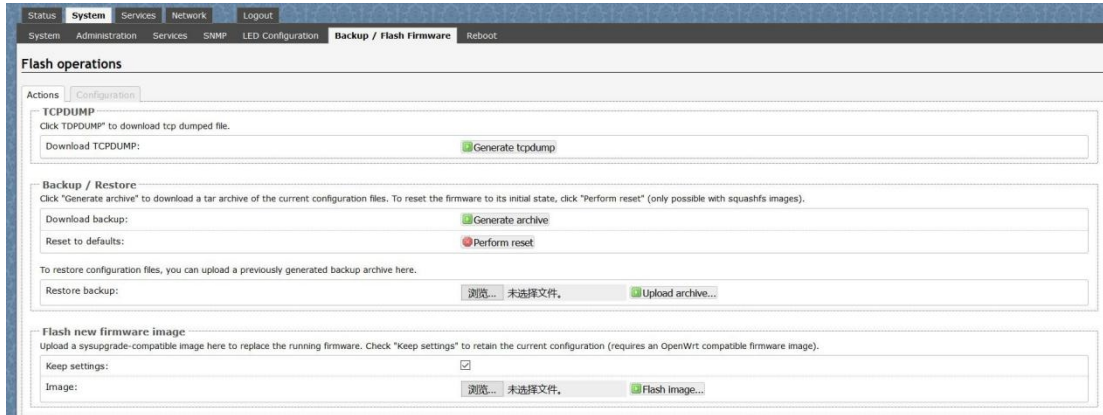 Status System Services Network Logout
System Administration Services SNMP LED Configuration Backup / Flash Firmware Reboot
Flash operations
Actions Configuration
TCPDUMP
Click TDPDUMP" to download tcp dumped file.
Download TCPDUMP: Generate tcpdump
Backup / Restore
Click "Generate archive" to download a tar archive of the current configuration files. To reset the firmware to its initial state, click "Perform reset" (only possible with squashfs images).
Download backup: Generate archive
Reset to defaults: Perform reset
To restore configuration files, you can upload a previously generated backup archive here.
Restore backup: 浏览... 未选择文件。 Upload archive...
Flash new firmware image
Upload a sysupgrade-compatible image here to replace the running firmware. Check "Keep settings" to retain the current configuration (requires an OpenWrt compatible firmware image).
Keep settings:
Image: 浏览... 未选择文件。 Flash image...